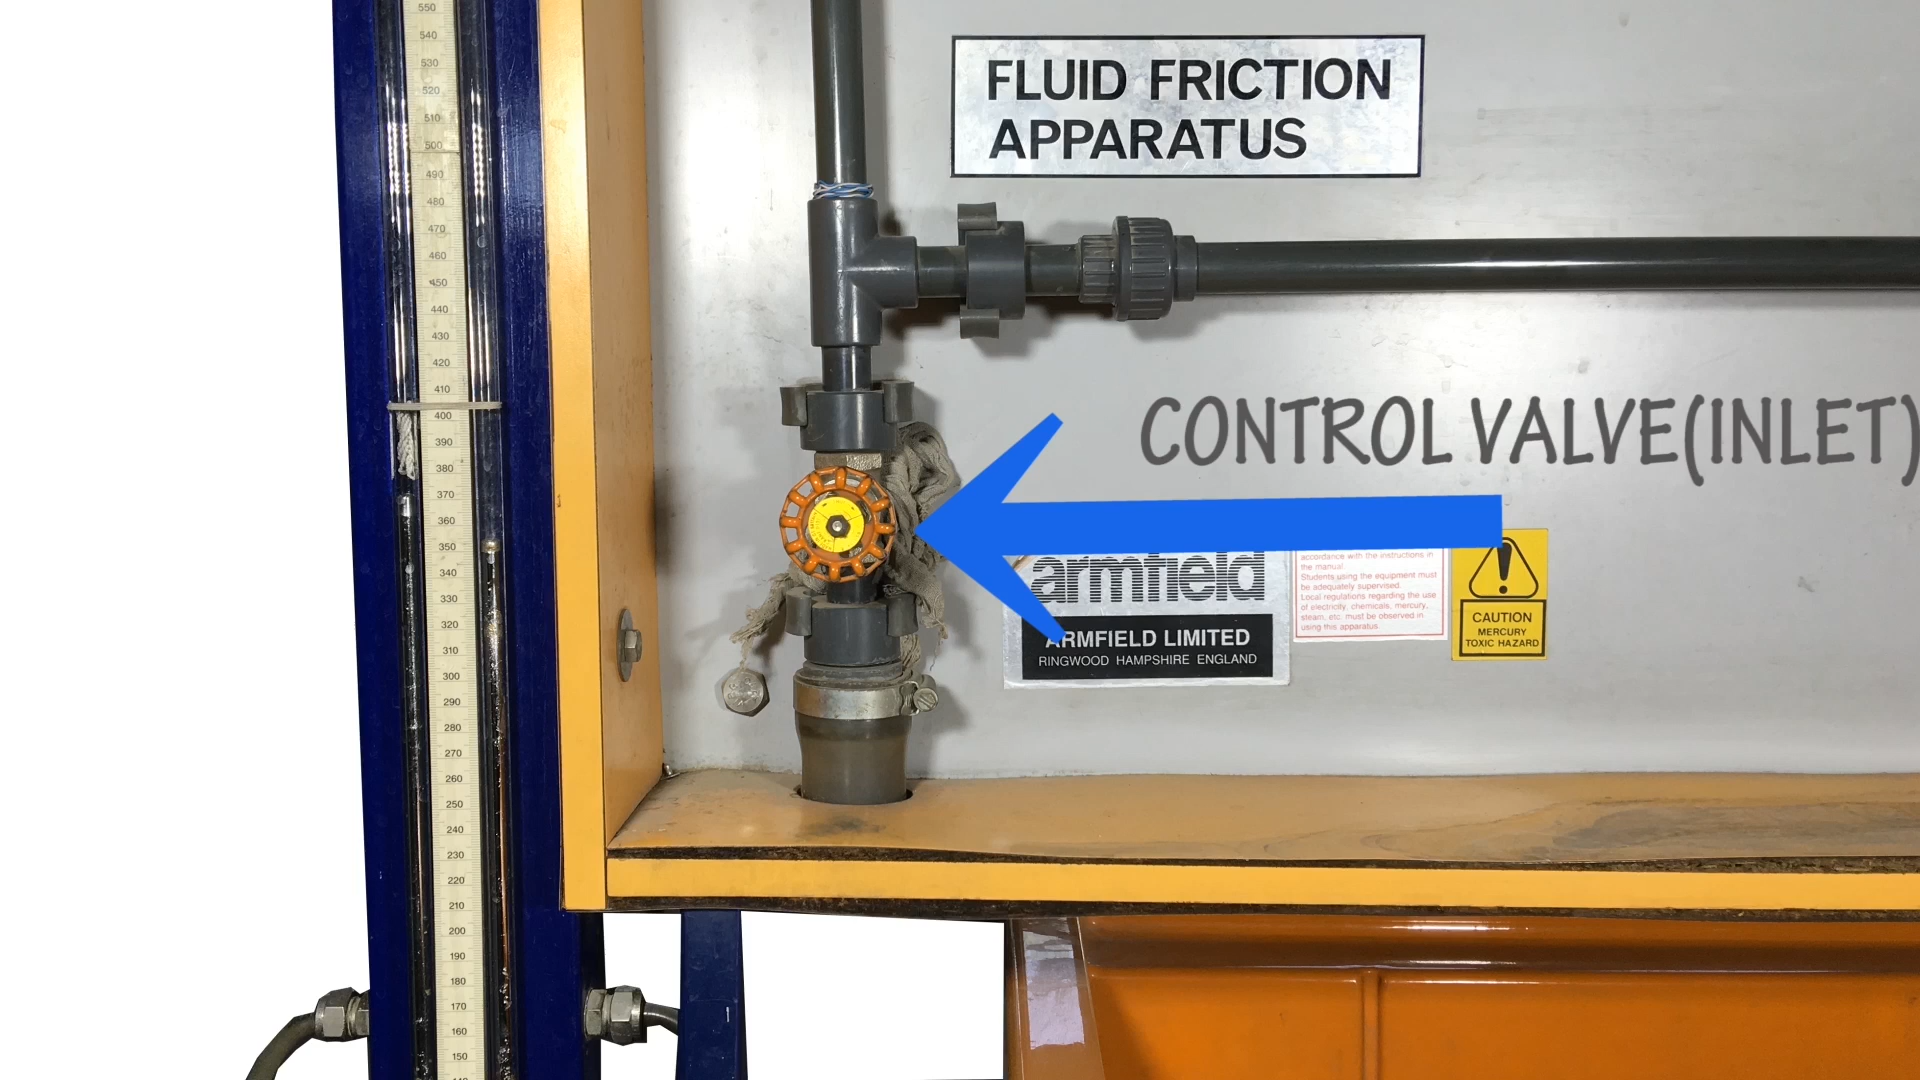 FLUID FRICTION
APPARATUS
CONTROL VALVE(INLET)
armfield
ARMFIELD LIMITED
RINGWOOD HAMPSHIRE ENGLAND
accordance with the instructions in
the manual.
Students using the equipment must
be adequately supervised.
Local regulations regarding the use
of electricity, chemicals, mercury,
steam, etc. must be observed in
using this apparatus.
CAUTION
MERCURY
TOXIC HAZARD
550
540
530
520
510
500
490
480
470
460
450
440
430
420
410
400
390
380
370
360
350
340
330
320
310
300
290
280
270
260
250
240
230
220
210
200
190
180
170
160
150